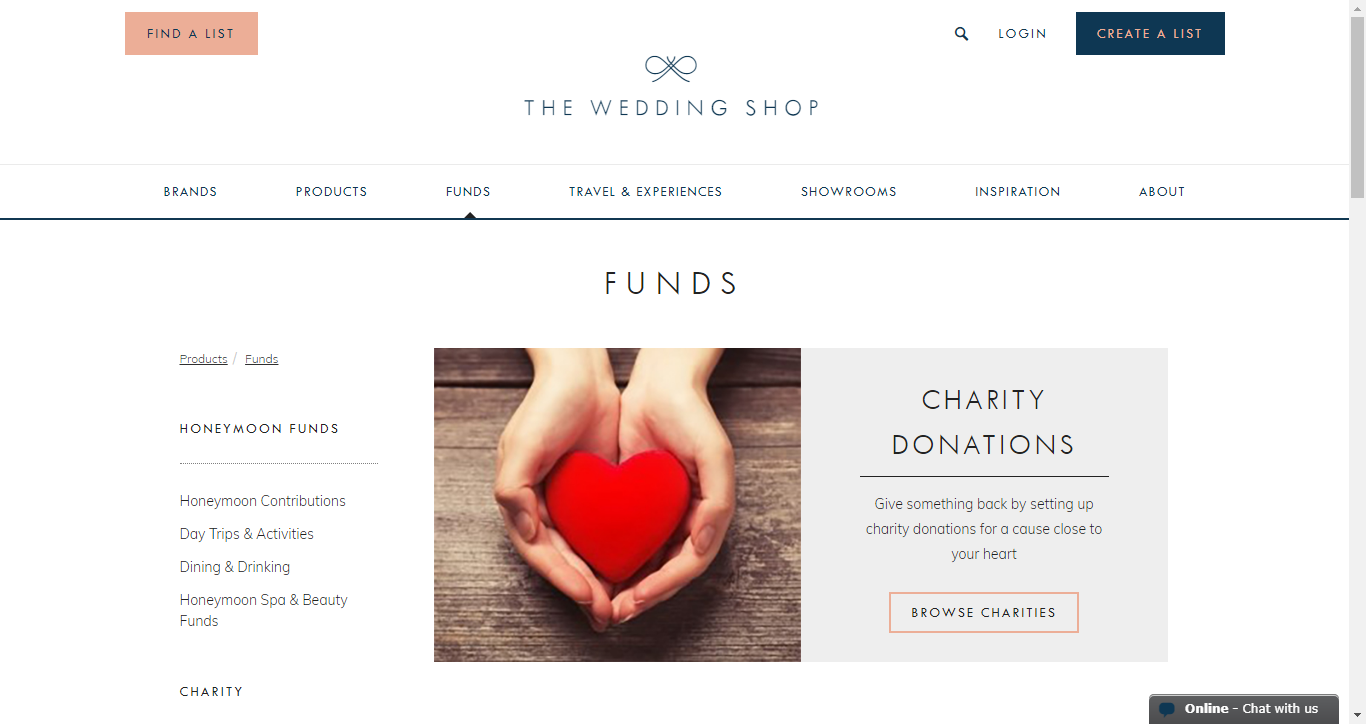 FIND A LIST
LOGIN
CREATE A LIST
THE WEDDING SHOP
BRANDS
PRODUCTS
FUNDS
TRAVEL & EXPERIENCES
SHOWROOMS
INSPIRATION
ABOUT
FUNDS
Products / Funds
HONEYMOON FUNDS
Honeymoon Contributions
Day Trips & Activities
Dining & Drinking
Honeymoon Spa & Beauty
Funds
CHARITY
CHARITY
DONATIONS
Give something back by setting up
charity donations for a cause close to
your heart
BROWSE CHARITIES
Online - Chat with us